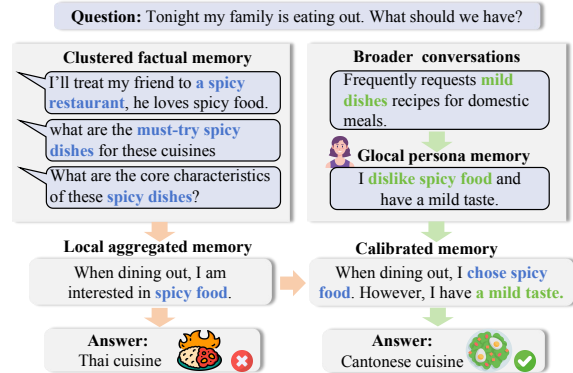 Question: Tonight my family is eating out. What should we have?
Clustered factual memory
I'll treat my friend to a spicy
restaurant, he loves spicy food.
what are the must-try spicy
dishes for these cuisines
What are the core characteristics
of these spicy dishes?
Local aggregated memory
When dining out, I am
interested in spicy food.
Answer:
Thai cuisine
Broader conversations
Frequently requests mild
dishes recipes for domestic
meals.
Glocal persona memory
I dislike spicy food and
have a mild taste.
Calibrated memory
When dining out, I chose spicy
food. However, I have a mild taste.
Answer:
Cantonese cuisine